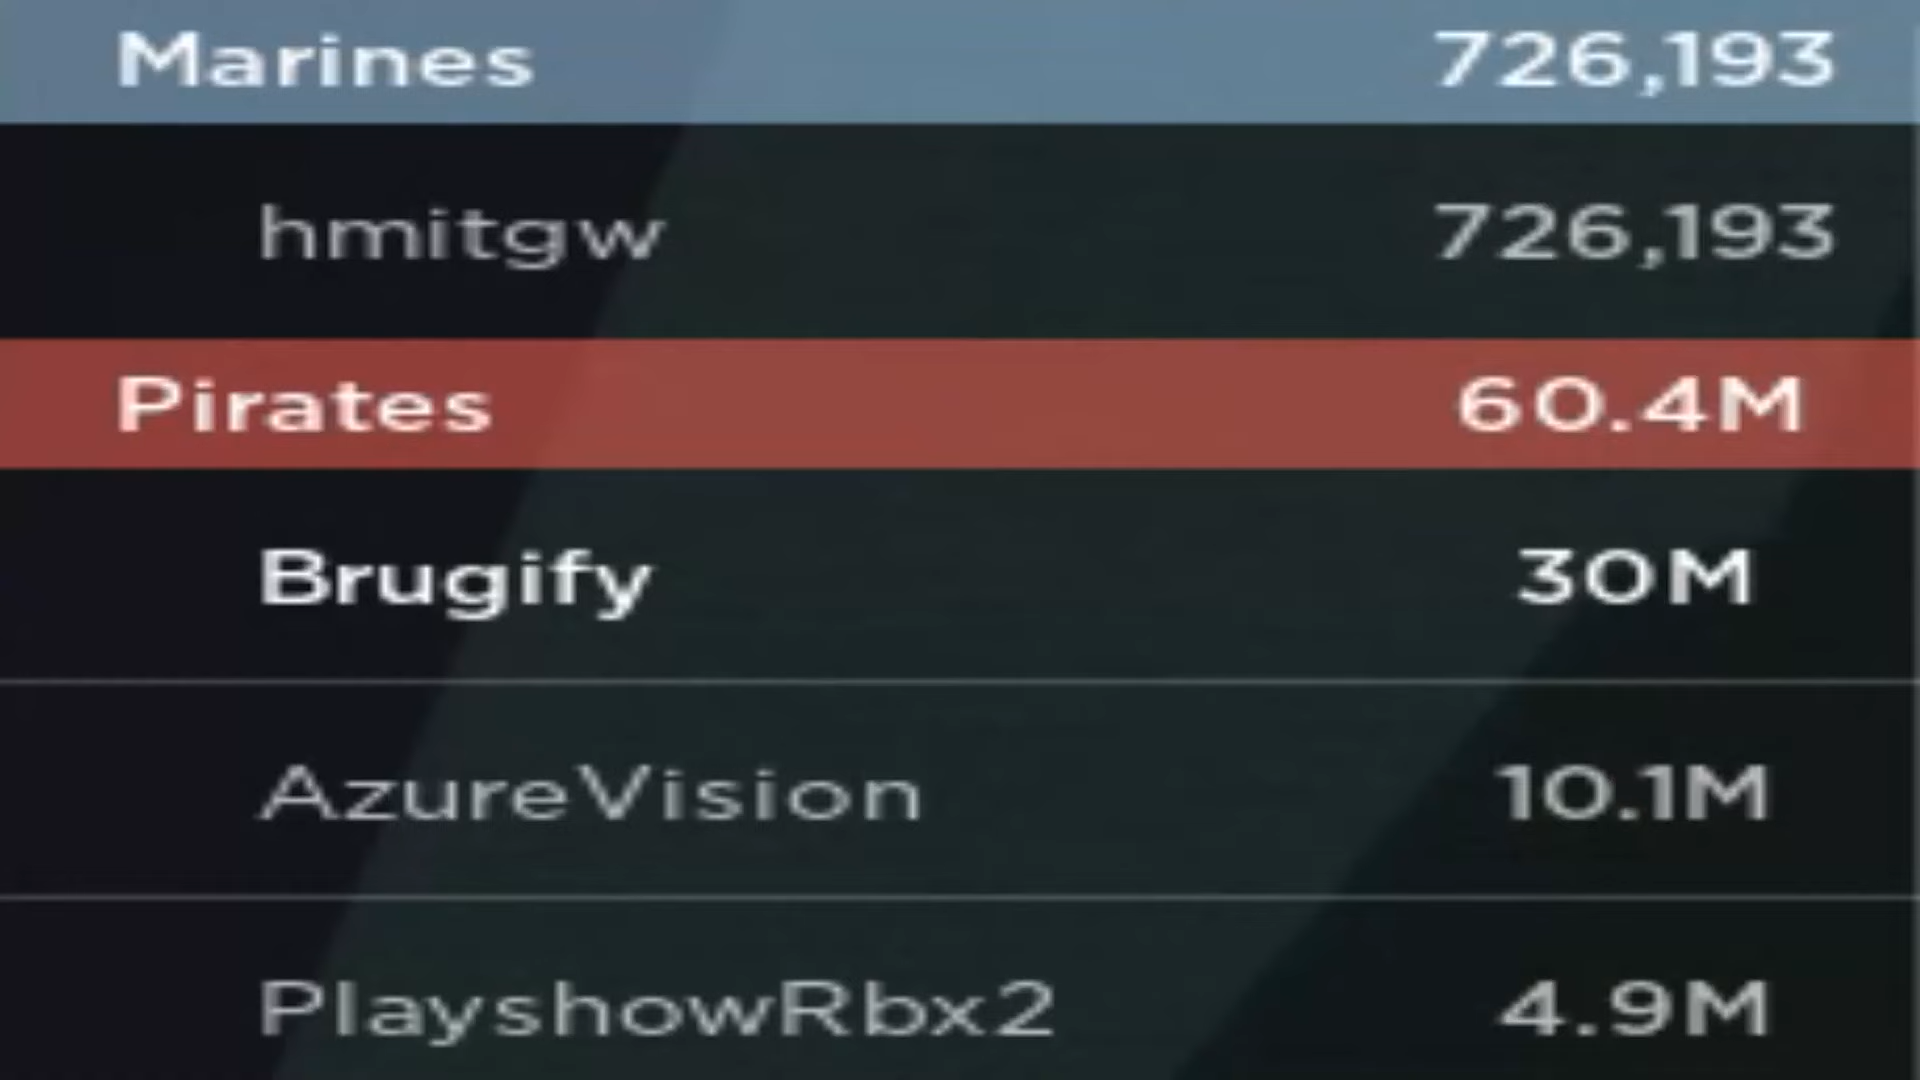 Marines 726,193
hmitgw 726,193
Pirates 60.4M
Brugify 30M
AzureVision 10.1M
PlayshowRbx2 4.9M